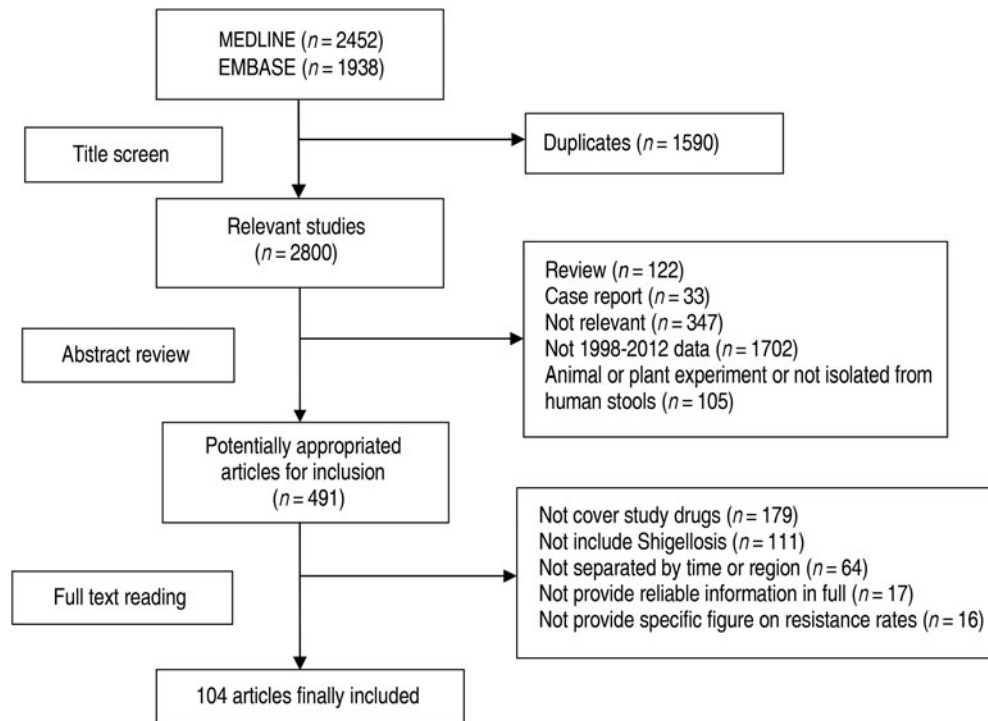 MEDLINE (n = 2452)
EMBASE (n = 1938)
Title screen
Duplicates (n = 1590)
Relevant studies
(n = 2800)
Abstract review
Review (n = 122)
Case report (n = 33)
Not relevant (n = 347)
Not 1998-2012 data (n = 1702)
Animal or plant experiment or not isolated from
human stools (n = 105)
Potentially appropriated
articles for inclusion
(n = 491)
Full text reading
Not cover study drugs (n = 179)
Not include Shigellosis (n = 111)
Not separated by time or region (n = 64)
Not provide reliable information in full (n = 17)
Not provide specific figure on resistance rates (n = 16)
104 articles finally included